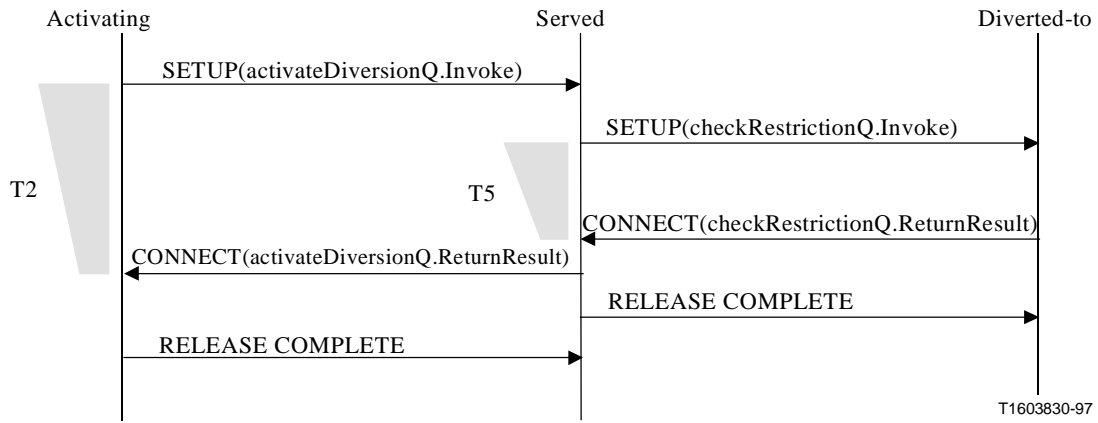 Activating Served Diverted-to
SETUP(activateDiversionQ.Invoke)
SETUP(checkRestrictionQ.Invoke)
T2
T5
CONNECT(checkRestrictionQ.ReturnResult)
CONNECT(activateDiversionQ.ReturnResult)
RELEASE COMPLETE
RELEASE COMPLETE
T1603830-97